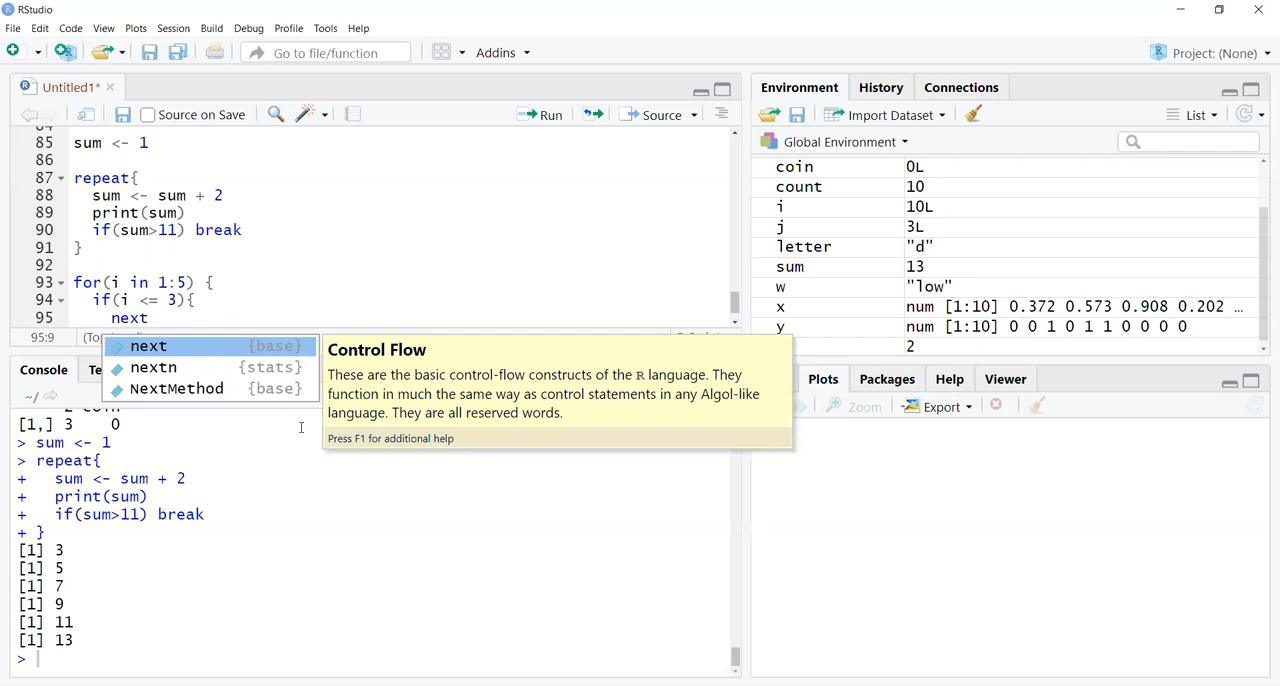 RStudio
File Edit Code View Plots Session Build Debug Profile Tools Help
Go to file/function Addins Project: (None)
Untitled1*
Source on Save Run Source
85 sum <- 1
86
87 repeat{
88 sum <- sum + 2
89 print(sum)
90 if(sum>11) break
91 }
92
93 for(i in 1:5) {
94 if(i <= 3){
95 next
95:9
next {base}
nextn {stats}
NextMethod {base}
Control Flow
These are the basic control-flow constructs of the R language. They
function in much the same way as control statements in any Algol-like
language. They are all reserved words.
Press F1 for additional help
Console
~/
[1,] 3 0
> sum <- 1
> repeat{
+ sum <- sum + 2
+ print(sum)
+ if(sum>11) break
+ }
[1] 3
[1] 5
[1] 7
[1] 9
[1] 11
[1] 13
>
Environment History Connections
Import Dataset List
Global Environment
coin 0L
count 10
i 10L
j 3L
letter "d"
sum 13
w "low"
x num [1:10] 0.372 0.573 0.908 0.202 ...
y num [1:10] 0 0 1 0 1 1 0 0 0 0
2
Plots Packages Help Viewer
Zoom Export